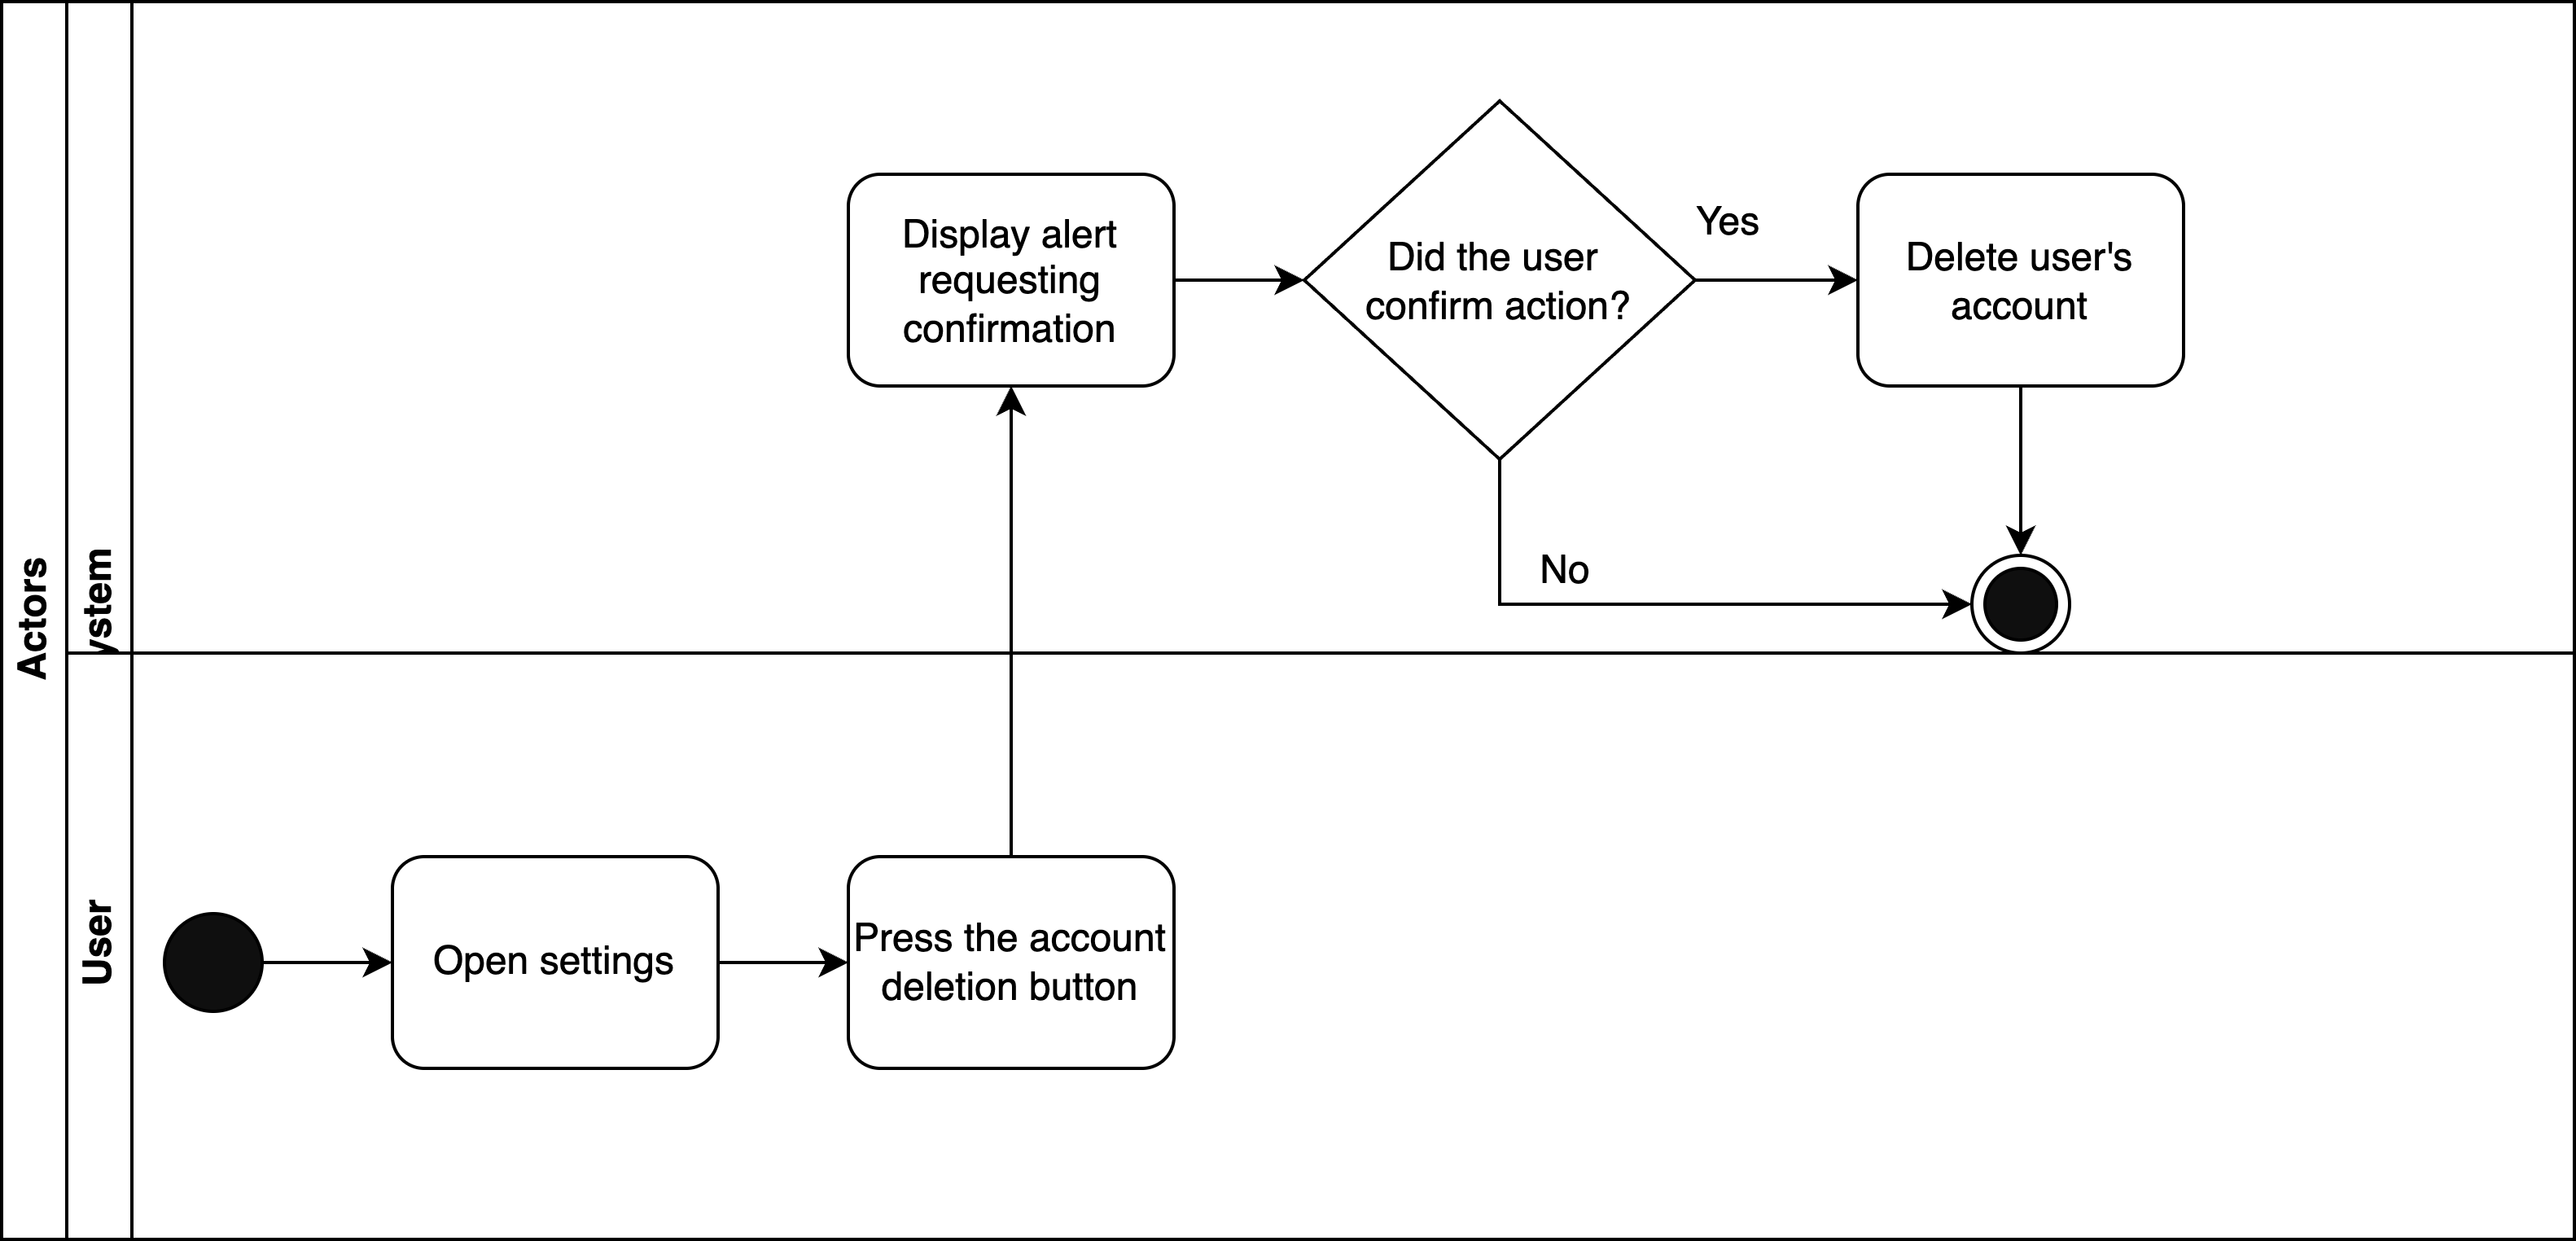 Actors
ystem
User
Display alert
requesting
confirmation
Did the user
confirm action?
Yes
No
Delete user's
account
Open settings
Press the account
deletion button